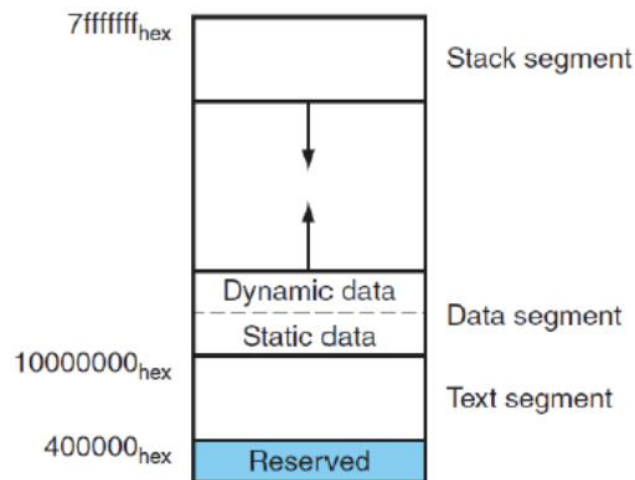 7fffffffhex
Stack segment
Dynamic data
Data segment
Static data
10000000hex
Text segment
400000hex
Reserved